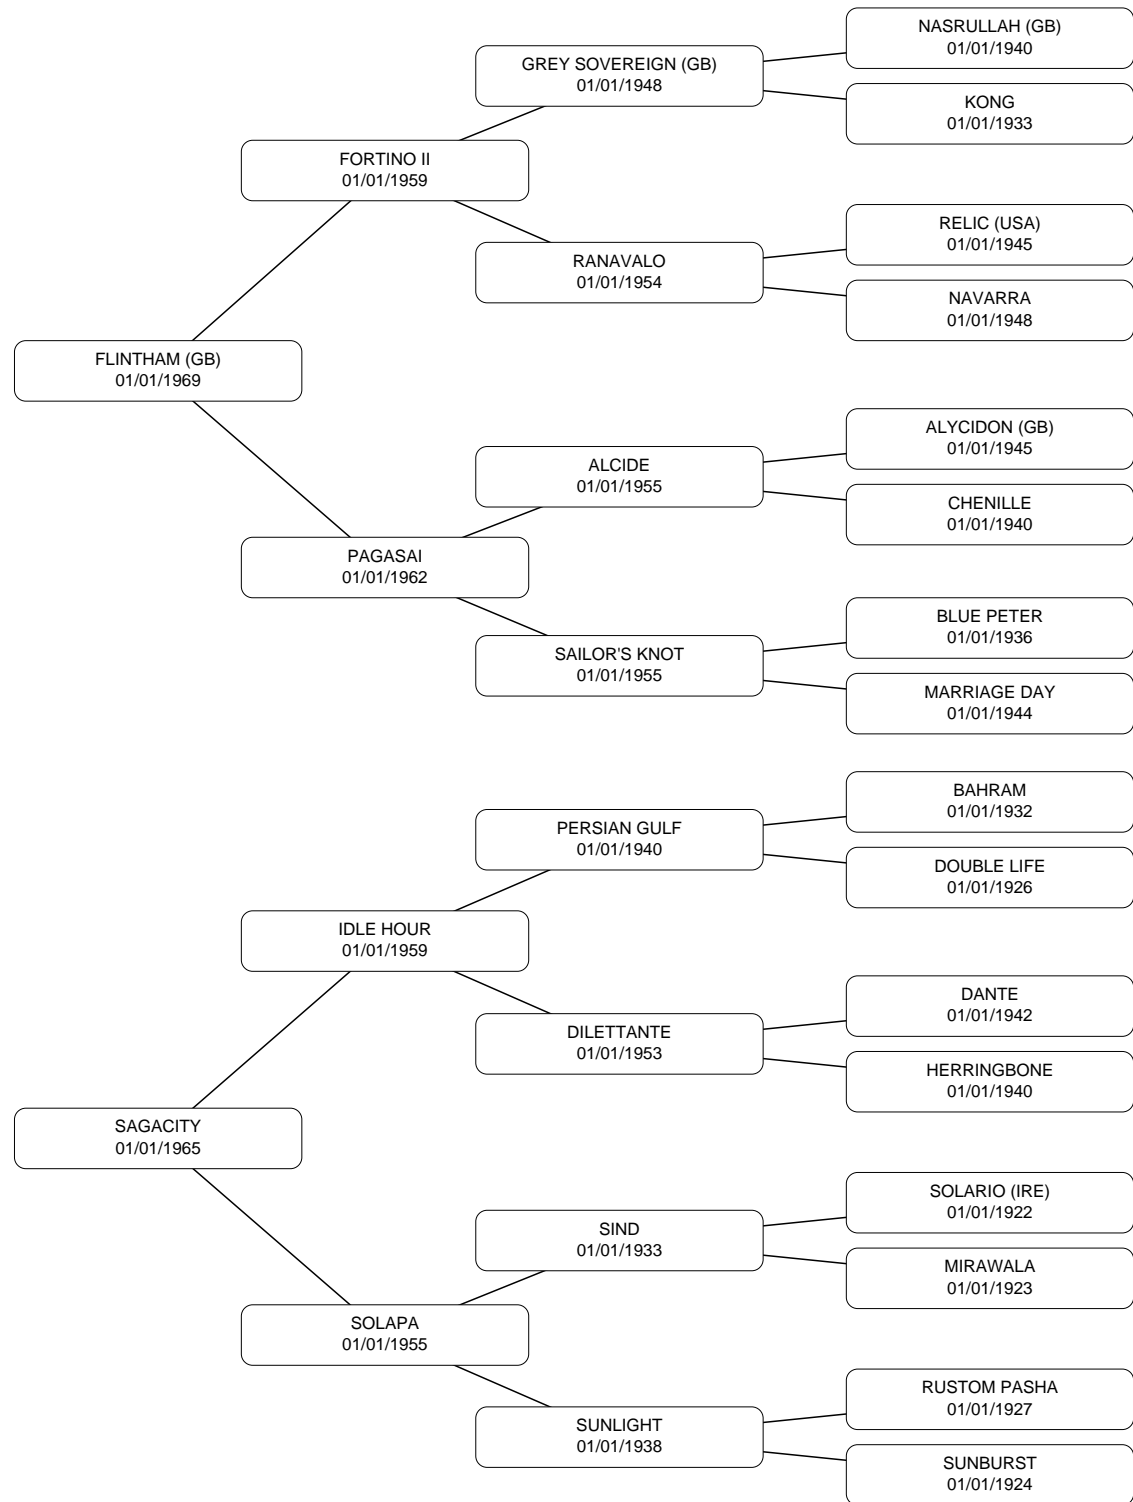 NASRULLAH (GB)
01/01/1940
GREY SOVEREIGN (GB)
01/01/1948
KONG
01/01/1933
FORTINO II
01/01/1959
RELIC (USA)
01/01/1945
RANAVALO
01/01/1954
NAVARRA
01/01/1948
FLINTHAM (GB)
01/01/1969
ALYCIDON (GB)
01/01/1945
ALCIDE
01/01/1955
CHENILLE
01/01/1940
PAGASAI
01/01/1962
BLUE PETER
01/01/1936
SAILOR'S KNOT
01/01/1955
MARRIAGE DAY
01/01/1944
BAHRAM
01/01/1932
PERSIAN GULF
01/01/1940
DOUBLE LIFE
01/01/1926
IDLE HOUR
01/01/1959
DANTE
01/01/1942
DILETTANTE
01/01/1953
HERRINGBONE
01/01/1940
SAGACITY
01/01/1965
SOLARIO (IRE)
01/01/1922
SIND
01/01/1933
MIRAWALA
01/01/1923
SOLAPA
01/01/1955
RUSTOM PASHA
01/01/1927
SUNLIGHT
01/01/1938
SUNBURST
01/01/1924